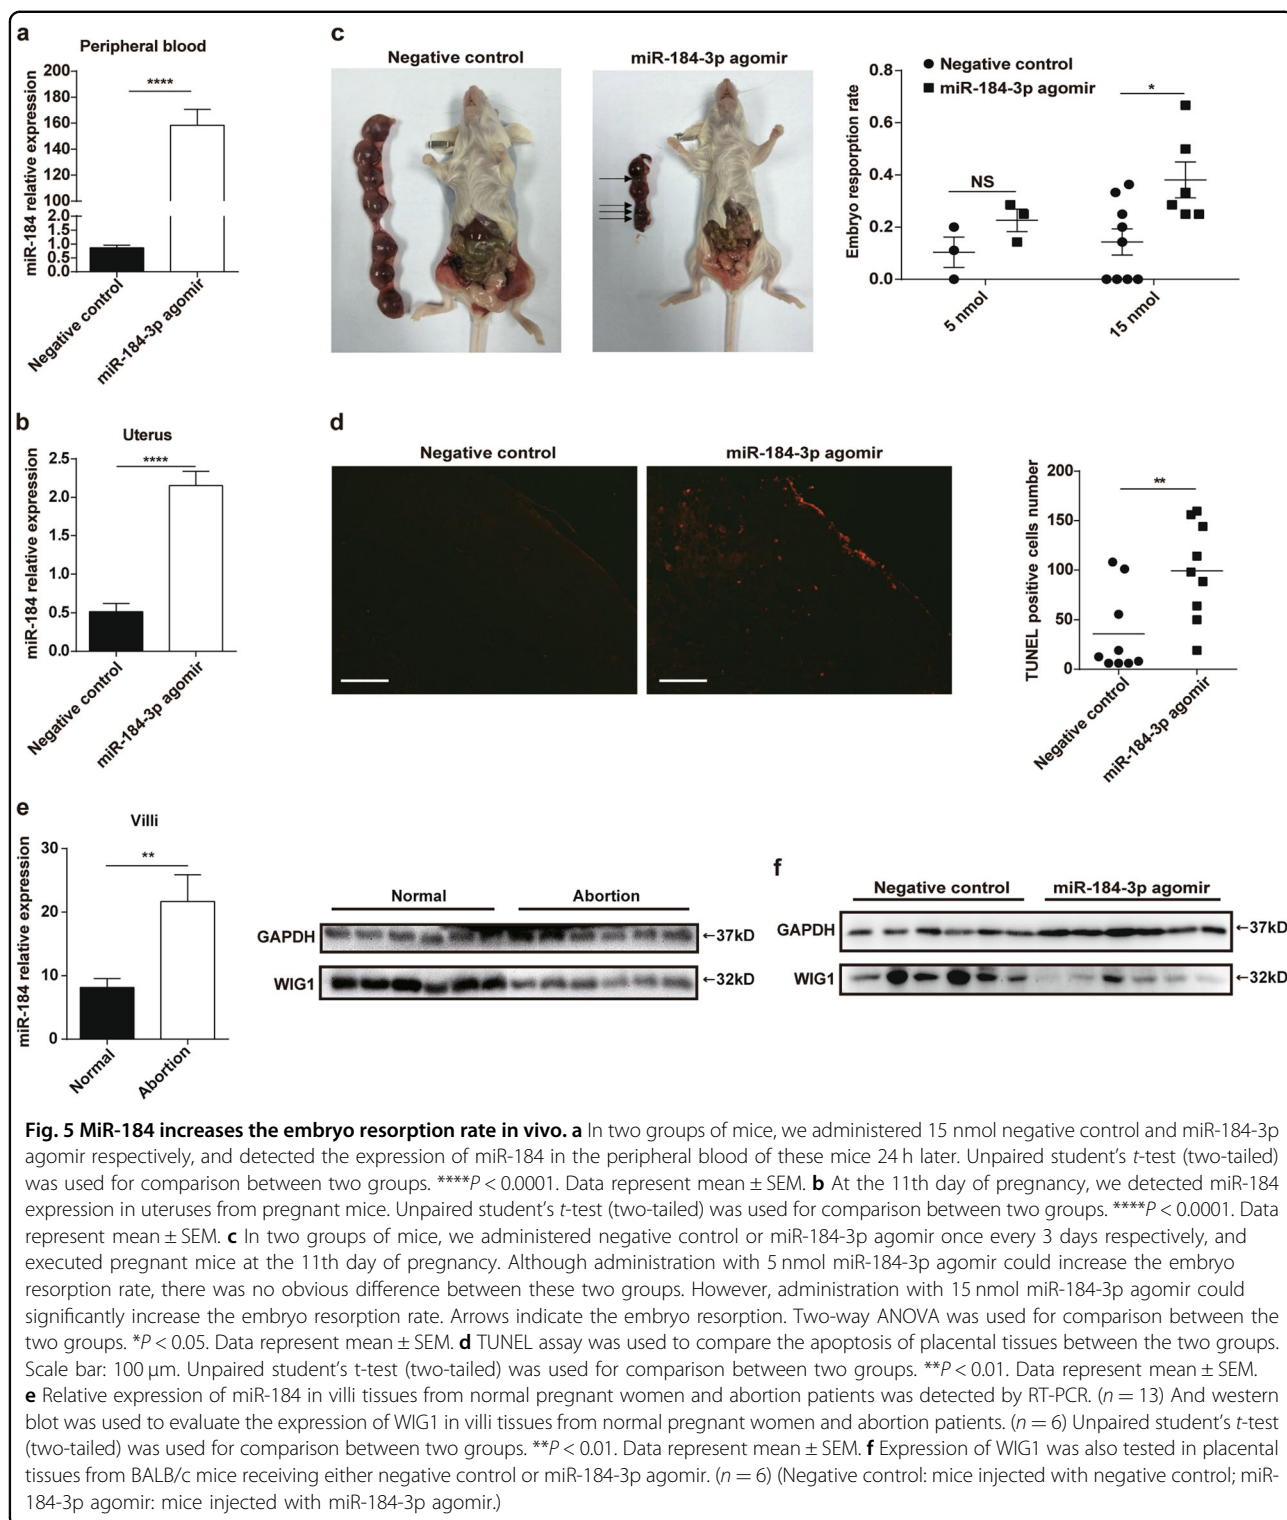 a
Peripheral blood
miR-184 relative expression
200
180
160
140
120
100
2.0
1.5
1.0
0.5
0.0
****
Negative control
miR-184-3p agomir
c
Negative control
miR-184-3p agomir
Negative control
miR-184-3p agomir
Embryo resporption rate
0.8
0.6
0.4
0.2
0.0
NS
*
5 nmol
15 nmol
b
Uterus
miR-184 relative expression
2.5
2.0
1.5
1.0
0.5
0.0
****
Negative control
miR-184-3p agomir
d
Negative control
miR-184-3p agomir
TUNEL positive cells number
200
150
100
50
0
**
Negative control
miR-184-3p agomir
e
Villi
miR-184 relative expression
30
20
10
0
**
Normal
Abortion
Normal Abortion
GAPDH ←37kD
WIG1 ←32kD
f
Negative control miR-184-3p agomir
GAPDH ←37kD
WIG1 ←32kD
Fig. 5 MiR-184 increases the embryo resorption rate in vivo. a In two groups of mice, we administered 15 nmol negative control and miR-184-3p
agomir respectively, and detected the expression of miR-184 in the peripheral blood of these mice 24 h later. Unpaired student's t-test (two-tailed)
was used for comparison between two groups. ****P < 0.0001. Data represent mean ± SEM. b At the 11th day of pregnancy, we detected miR-184
expression in uteruses from pregnant mice. Unpaired student's t-test (two-tailed) was used for comparison between two groups. ****P < 0.0001. Data
represent mean ± SEM. c In two groups of mice, we administered negative control or miR-184-3p agomir once every 3 days respectively, and
executed pregnant mice at the 11th day of pregnancy. Although administration with 5 nmol miR-184-3p agomir could increase the embryo
resorption rate, there was no obvious difference between these two groups. However, administration with 15 nmol miR-184-3p agomir could
significantly increase the embryo resorption rate. Arrows indicate the embryo resorption. Two-way ANOVA was used for comparison between the
two groups. *P < 0.05. Data represent mean ± SEM. d TUNEL assay was used to compare the apoptosis of placental tissues between the two groups.
Scale bar: 100 µm. Unpaired student's t-test (two-tailed) was used for comparison between two groups. **P < 0.01. Data represent mean ± SEM.
e Relative expression of miR-184 in villi tissues from normal pregnant women and abortion patients was detected by RT-PCR. (n = 13) And western
blot was used to evaluate the expression of WIG1 in villi tissues from normal pregnant women and abortion patients. (n = 6) Unpaired student's t-test
(two-tailed) was used for comparison between two groups. **P < 0.01. Data represent mean ± SEM. f Expression of WIG1 was also tested in placental
tissues from BALB/c mice receiving either negative control or miR-184-3p agomir. (n = 6) (Negative control: mice injected with negative control; miR-
184-3p agomir: mice injected with miR-184-3p agomir.)